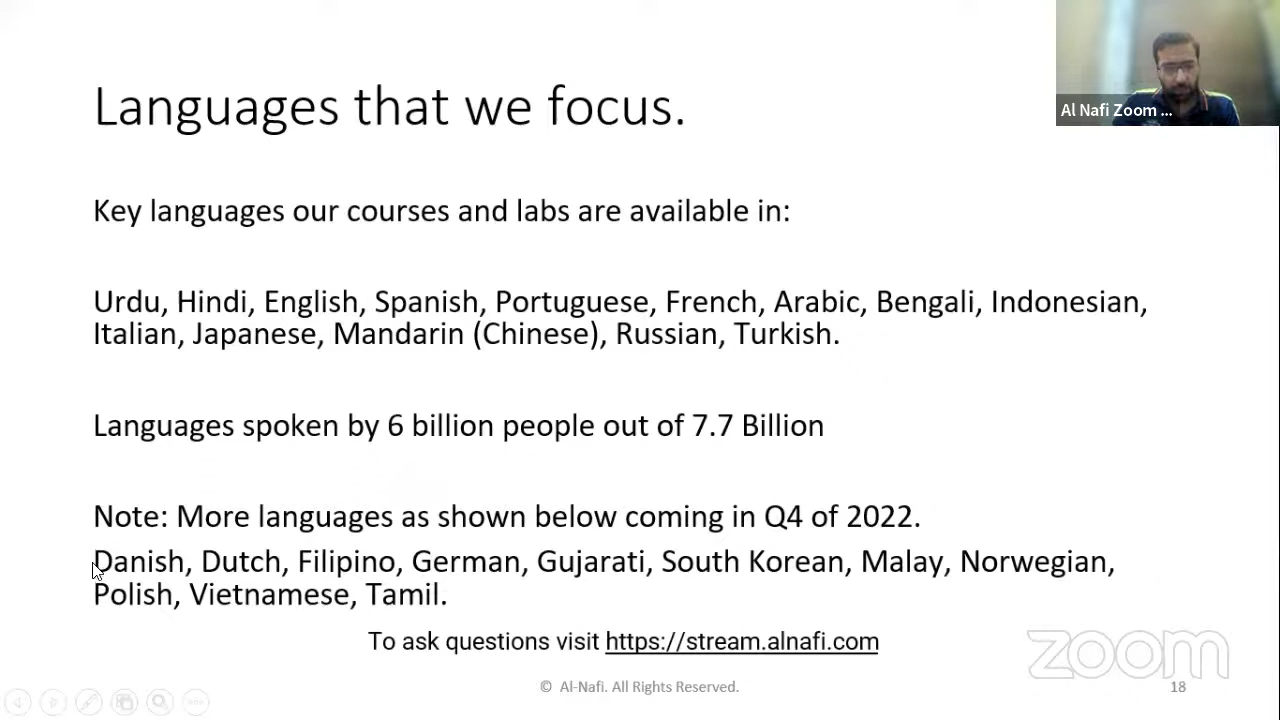 Al Nafi Zoom ...
Languages that we focus.
Key languages our courses and labs are available in:
Urdu, Hindi, English, Spanish, Portuguese, French, Arabic, Bengali, Indonesian,
Italian, Japanese, Mandarin (Chinese), Russian, Turkish.
Languages spoken by 6 billion people out of 7.7 Billion
Note: More languages as shown below coming in Q4 of 2022.
Danish, Dutch, Filipino, German, Gujarati, South Korean, Malay, Norwegian,
Polish, Vietnamese, Tamil.
To ask questions visit https://stream.alnafi.com
zoom
© Al-Nafi. All Rights Reserved.
18